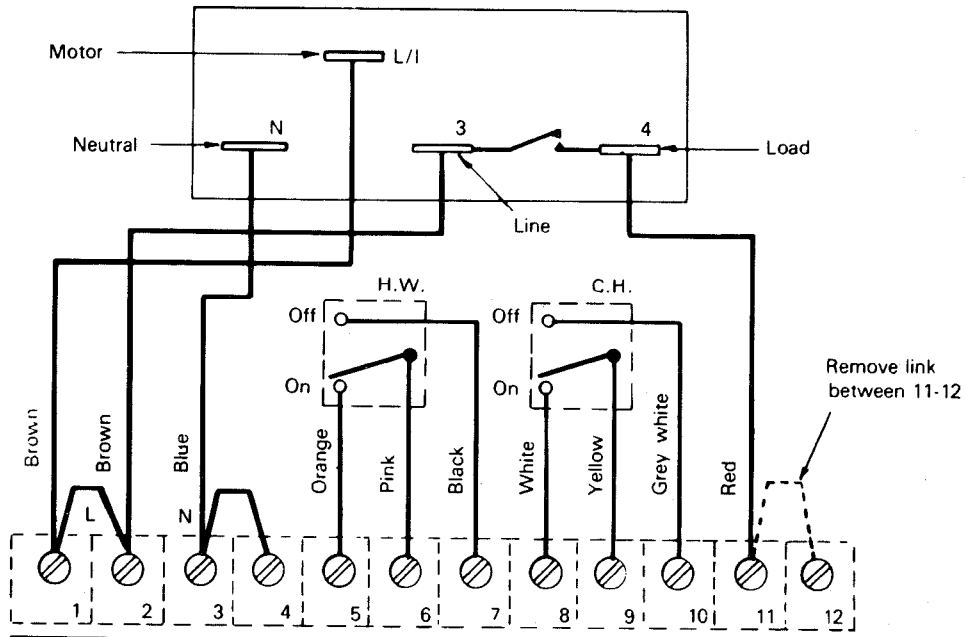 Motor
L/I
Neutral
N
3
4
Load
Line
H.W.
C.H.
Off
On
Off
On
Remove link
between 11-12
Brown
Brown
Blue
Orange
Pink
Black
White
Yellow
Grey white
Red
L
N
1
2
3
4
5
6
7
8
9
10
11
12